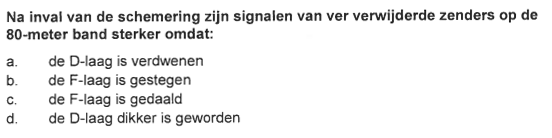 Na inval van de schemering zijn signalen van ver verwijderde zenders op de
80-meter band sterker omdat:
a. de D-laag is verdwenen
b. de F-laag is gestegen
c. de F-laag is gedaald
d. de D-laag dikker is geworden